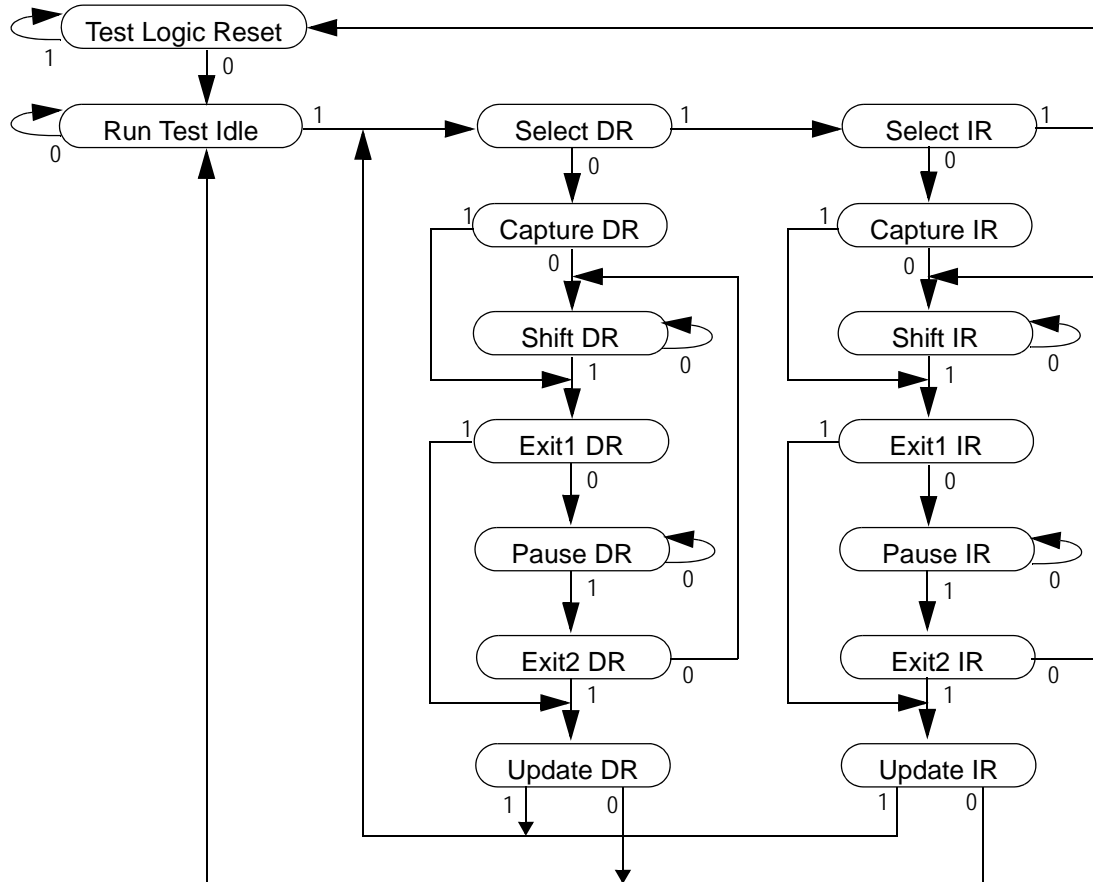 Test Logic Reset
1
0
Run Test Idle
1
0
Select DR
1
0
Select IR
1
0
Capture DR
1
0
Capture IR
1
0
Shift DR
0
1
Shift IR
0
1
Exit1 DR
1
0
Exit1 IR
1
0
Pause DR
0
1
Pause IR
0
1
Exit2 DR
0
1
Exit2 IR
0
1
Update DR
1
0
Update IR
1
0